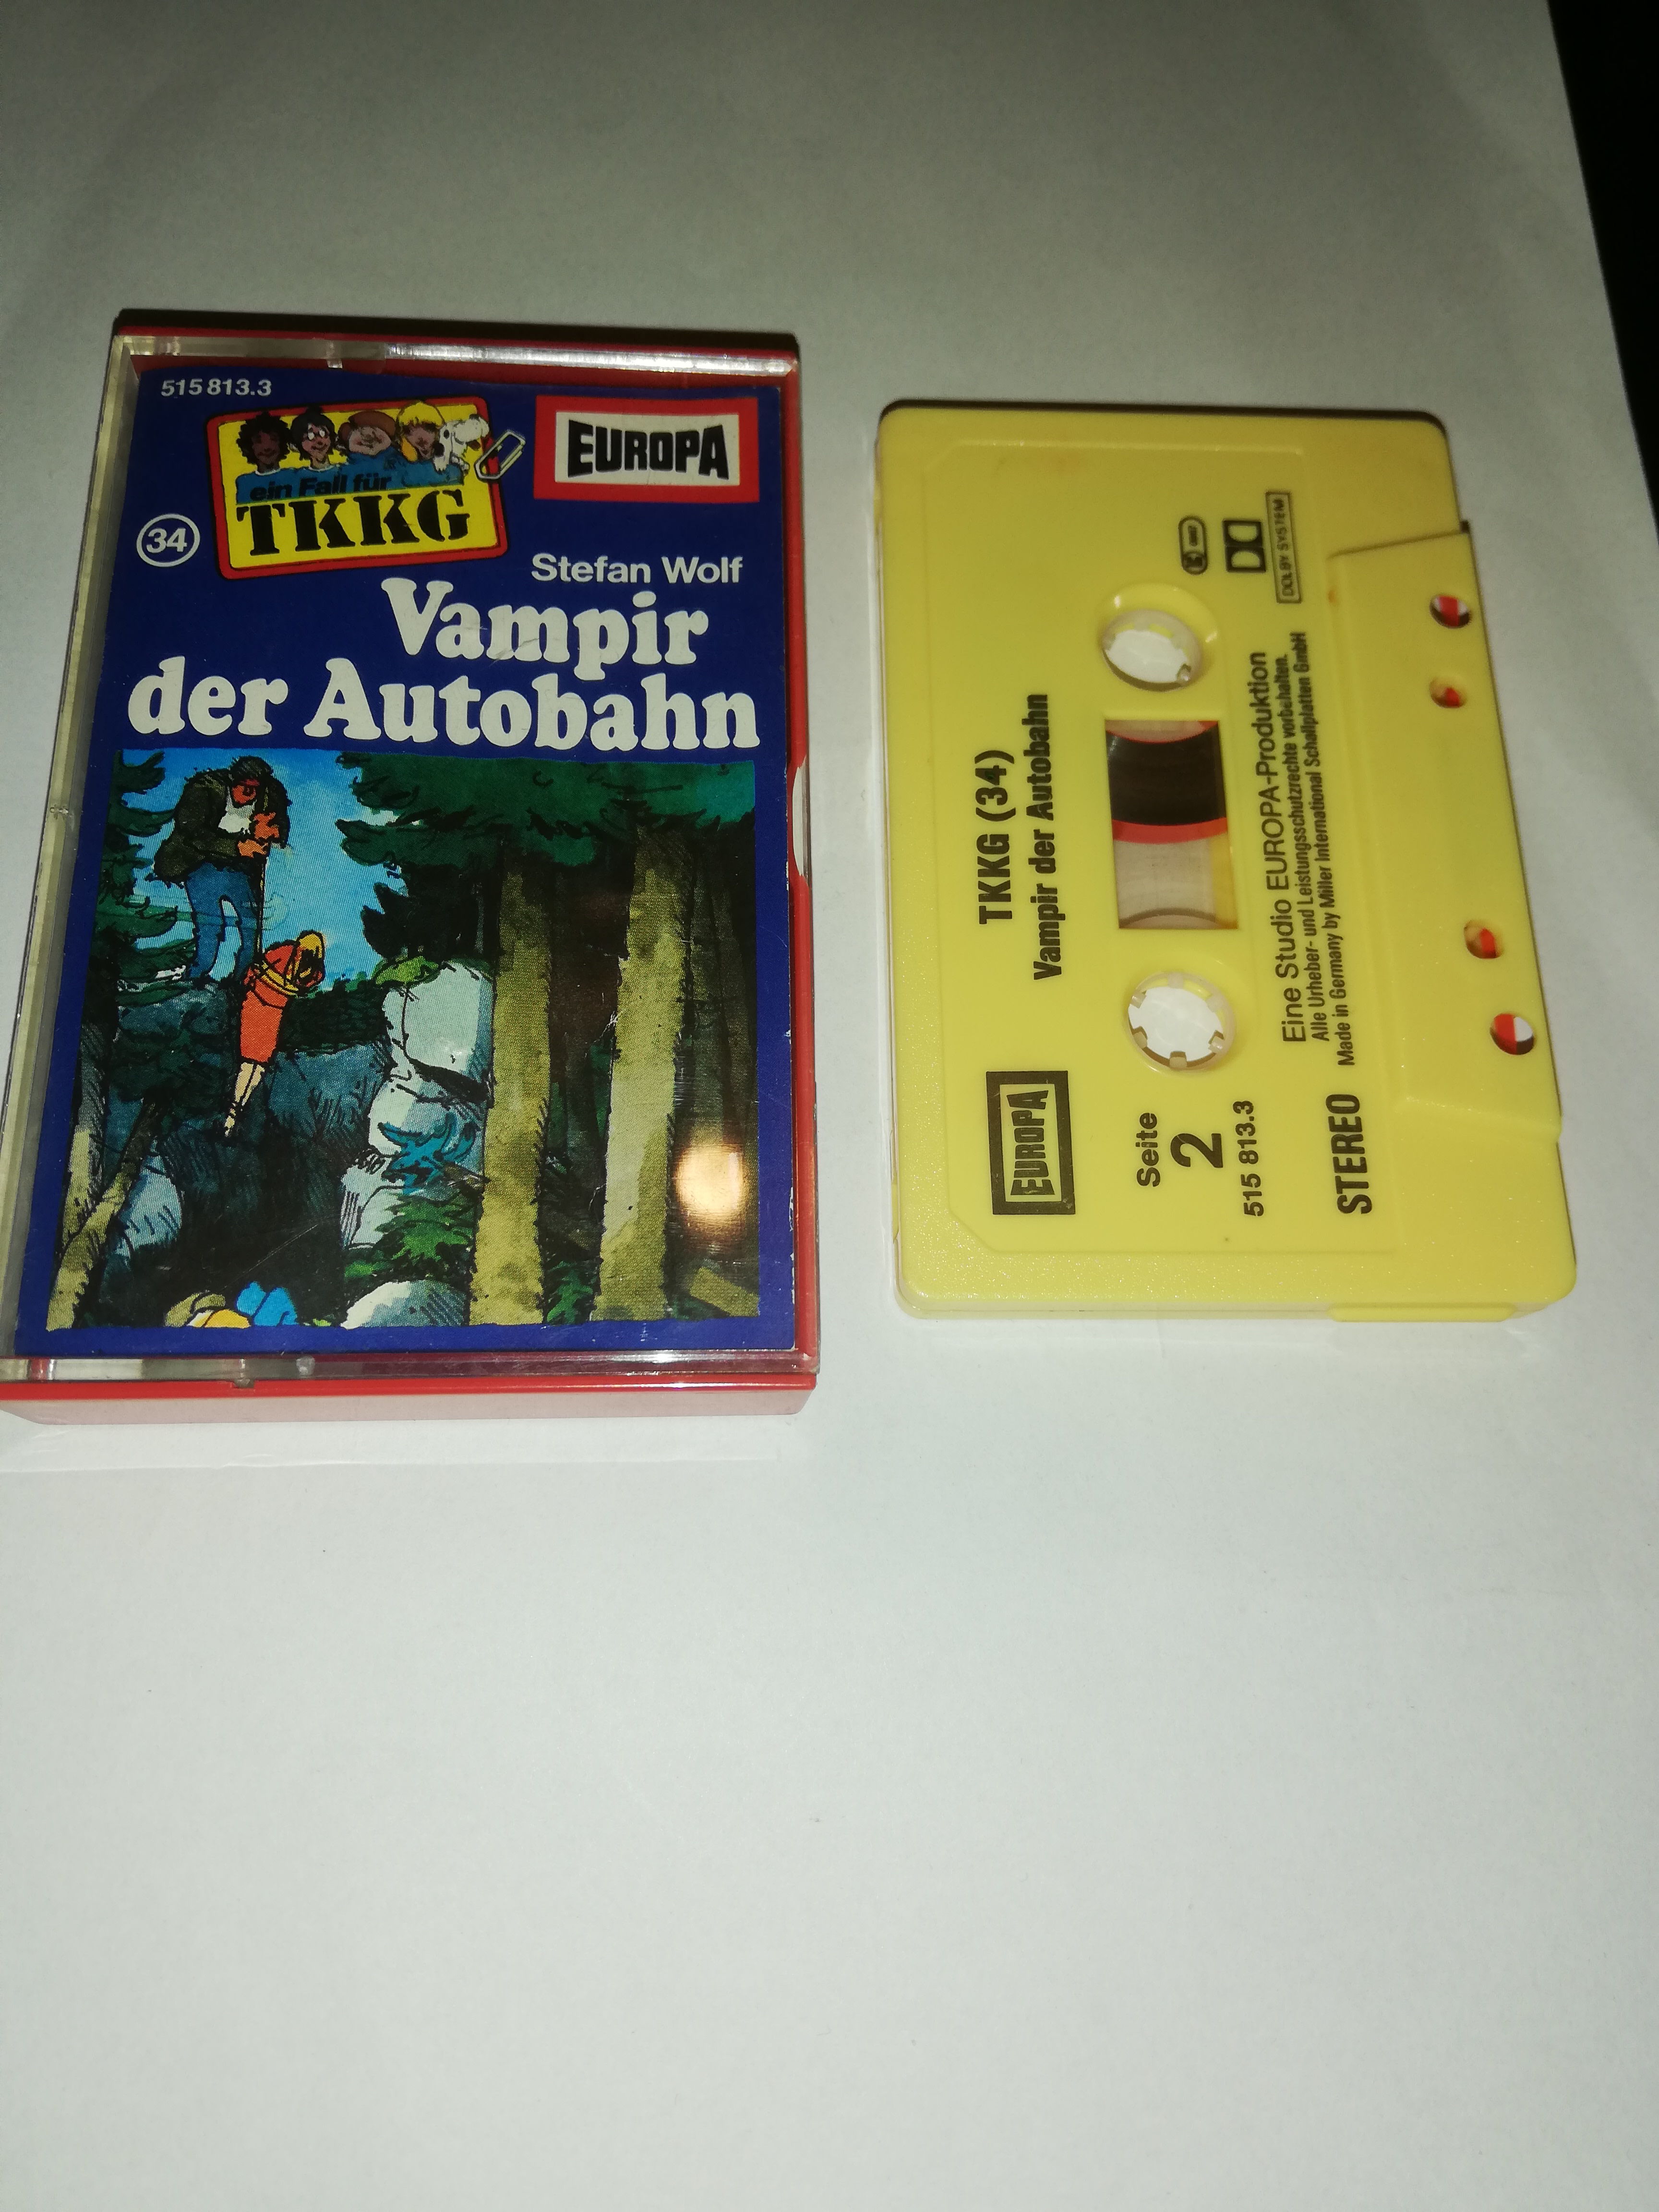 515 813.3
ein Fall für
TKKG
EUROPA
34
Stefan Wolf
Vampir
der Autobahn
EUROPA
TKKG (34)
Vampir der Autobahn
Seite
2
515 813.3
STEREO
Eine Studio EUROPA-Produktion
Alle Urheber- und Leistungsschutzrechte vorbehalten.
Made in Germany by Miller International Schallplatten GmbH
DOLBY SYSTEM